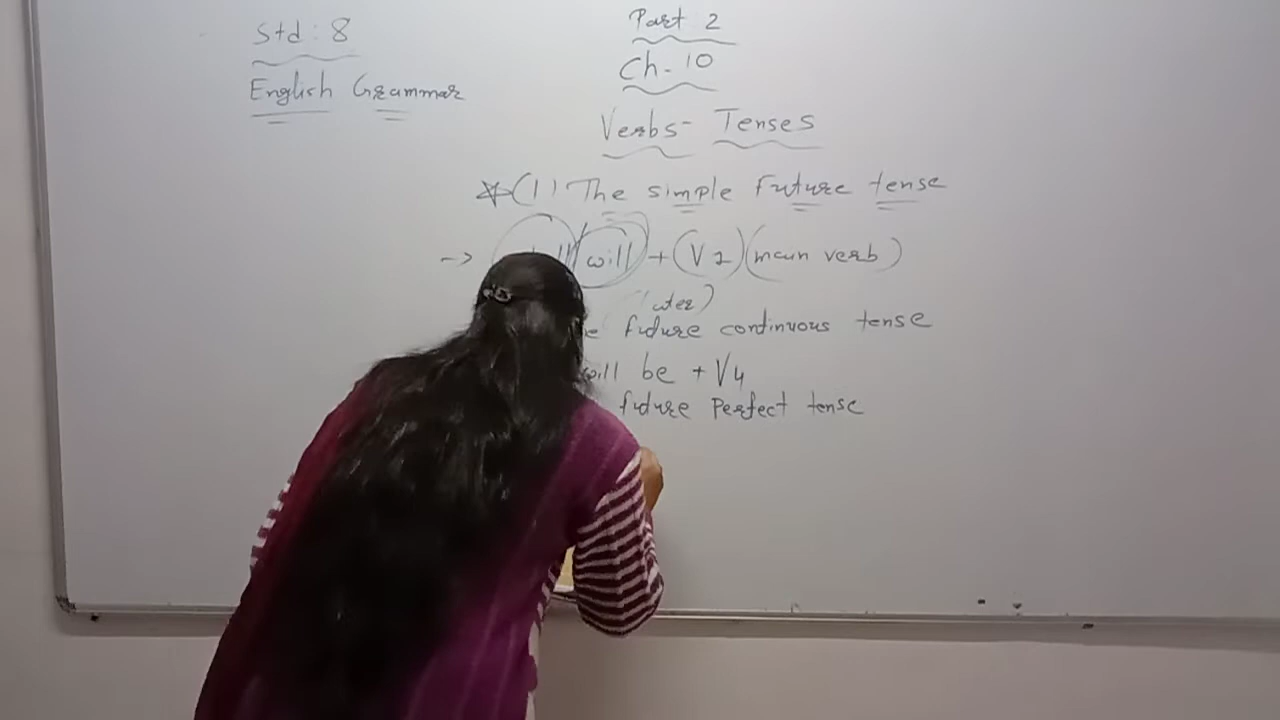 Std: 8
English Grammar
Part 2
Ch. 10
Verbs- Tenses
(1) The simple Future tense
→ will + (V 1) (main verb)
future continuous tense
will be + V4
future Perfect tense